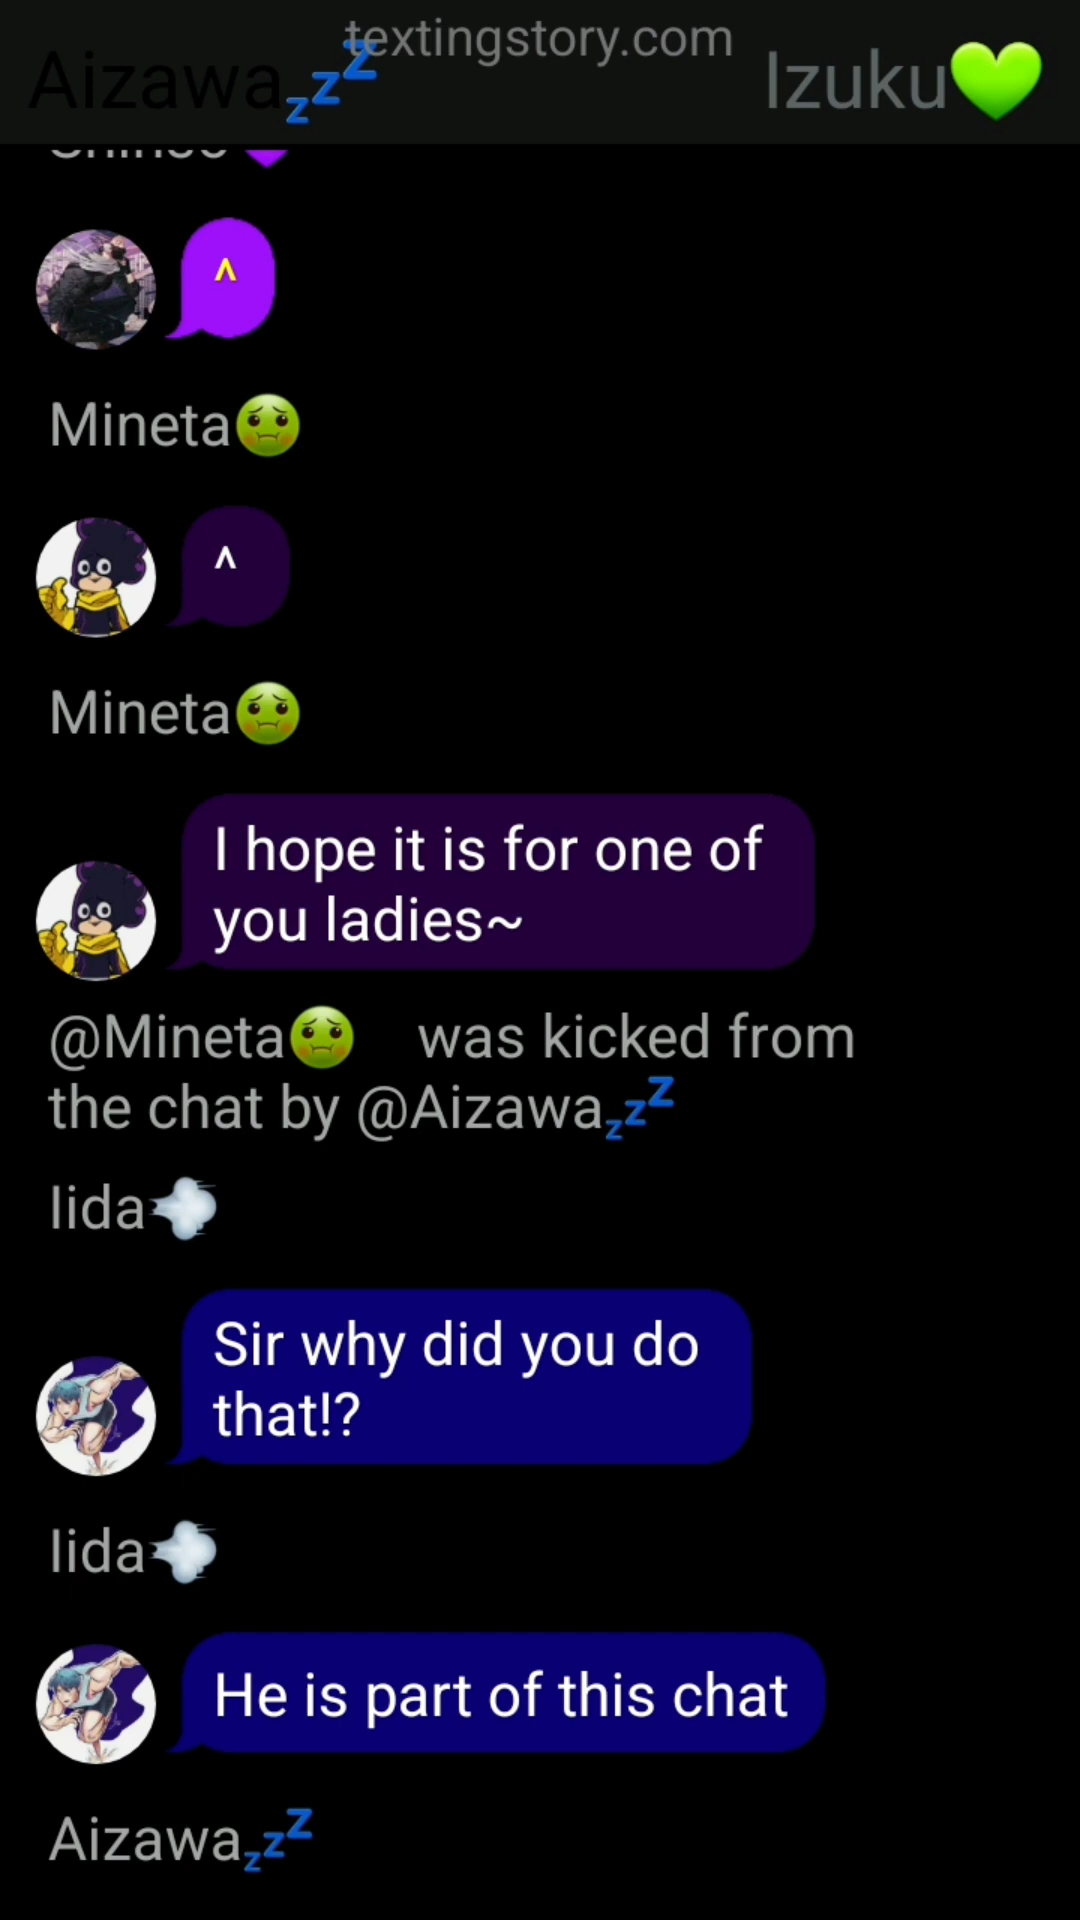 textingstory.com
Aizawa💤 Izuku💚
Shinso💜
^
Mineta🤢
^
Mineta🤢
I hope it is for one of
you ladies~
@Mineta🤢 was kicked from
the chat by @Aizawa💤
Iida💨
Sir why did you do
that!?
Iida💨
He is part of this chat
Aizawa💤